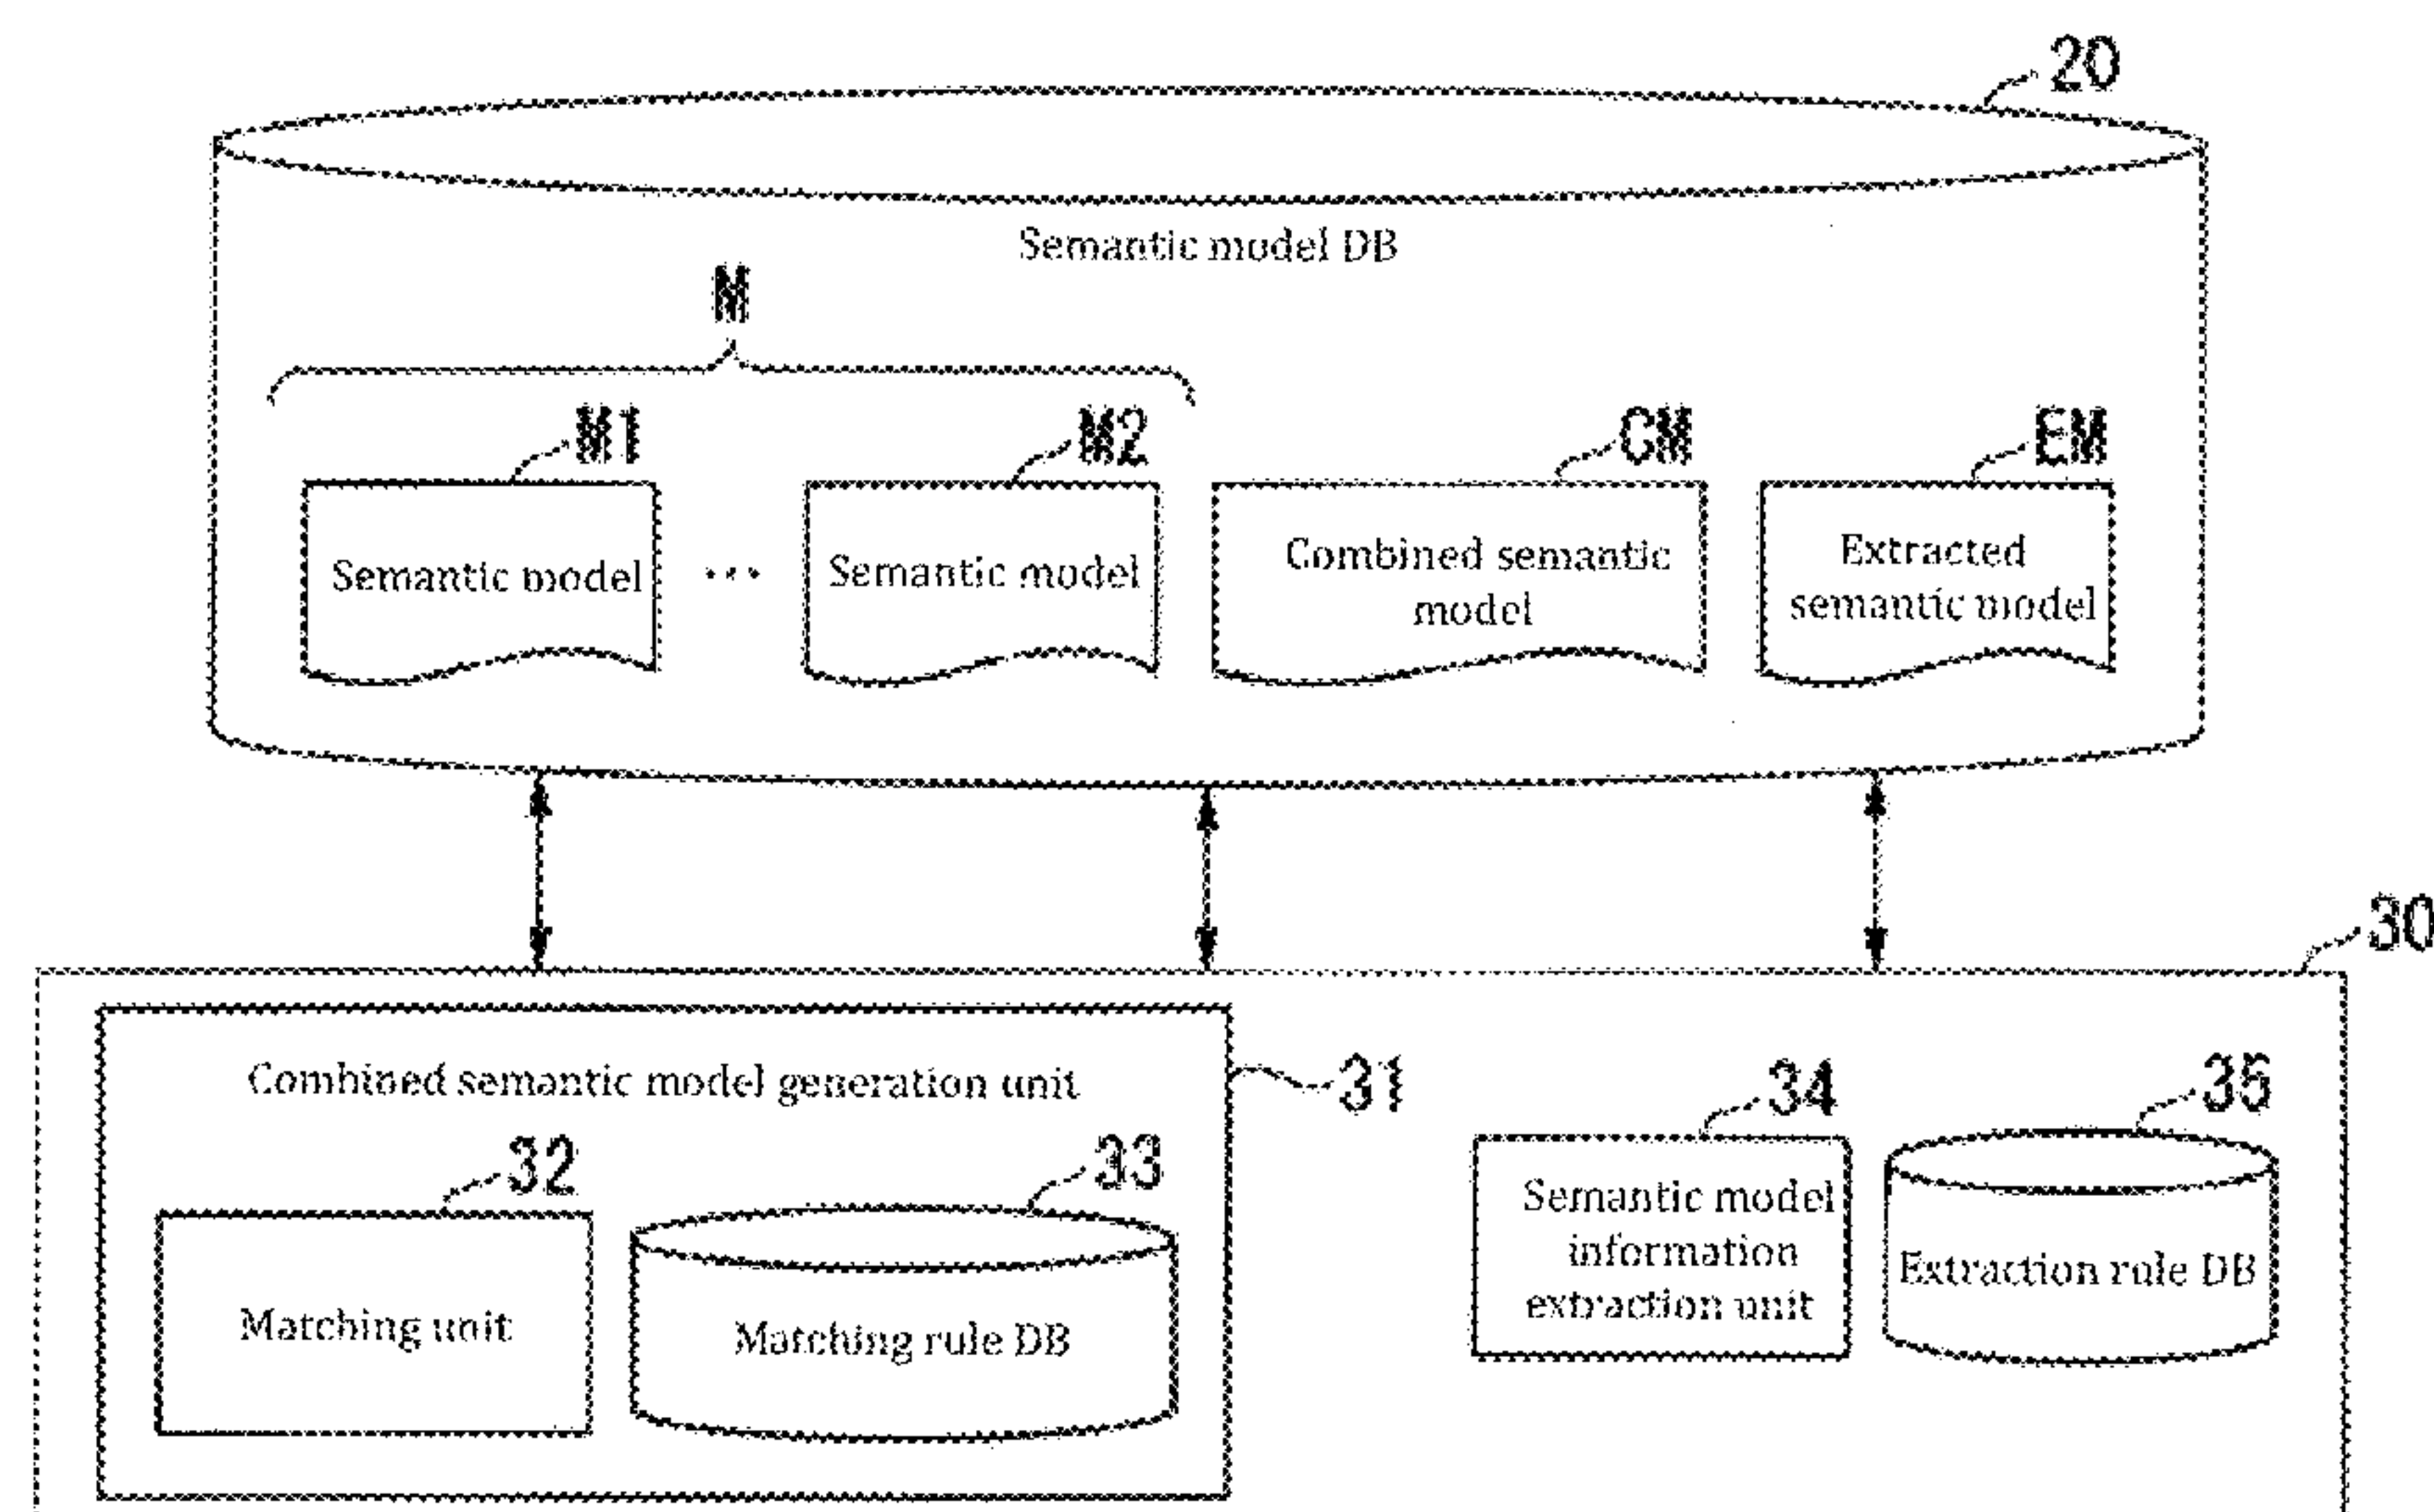 20
Semantic model DB
M
M1
M2
CM
EM
Semantic model
...
Semantic model
Combined semantic
model
Extracted
semantic model
30
Combined semantic model generation unit
31
32
33
34
35
Matching unit
Matching rule DB
Semantic model
information
extraction unit
Extraction rule DB